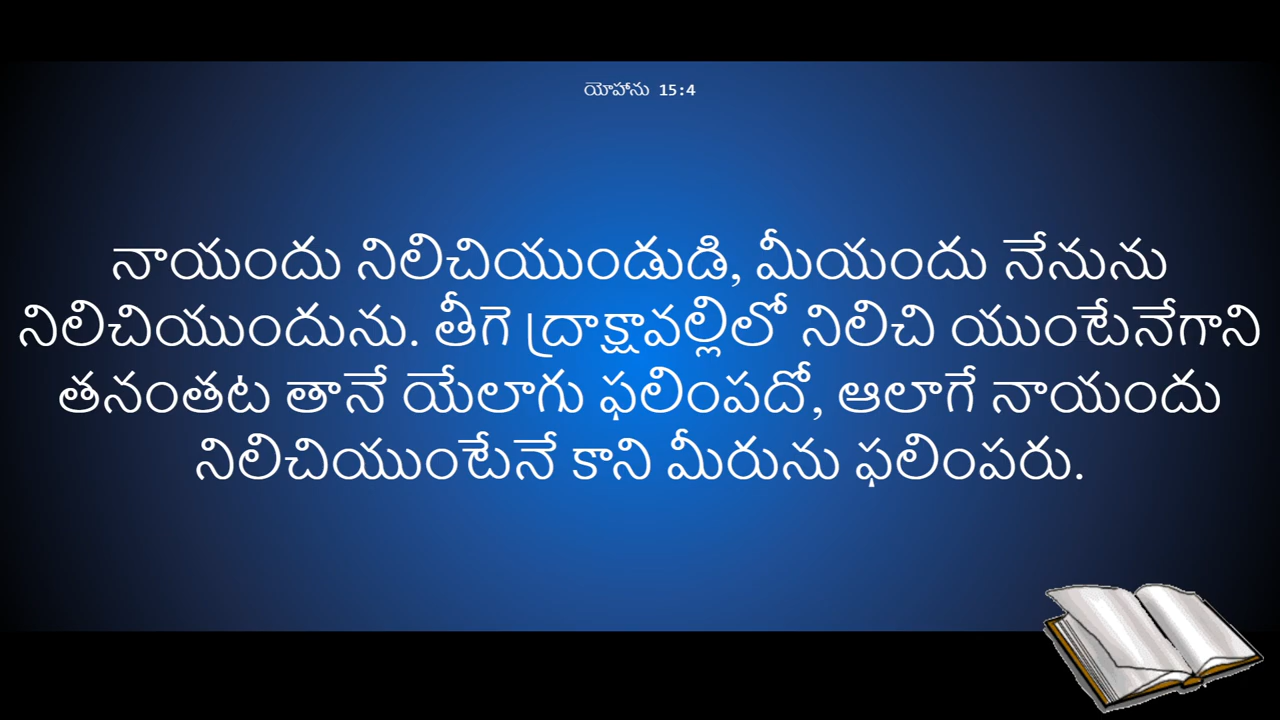 యోహాను 15:4
నాయందు నిలిచియుండుడి, మీయందు నేనును
నిలిచియుందును. తీగె ద్రాక్షావల్లిలో నిలిచి యుంటేనేగాని
తనంతట తానే యేలాగు ఫలింపదో, ఆలాగే నాయందు
నిలిచియుంటేనే కాని మీరును ఫలింపరు.